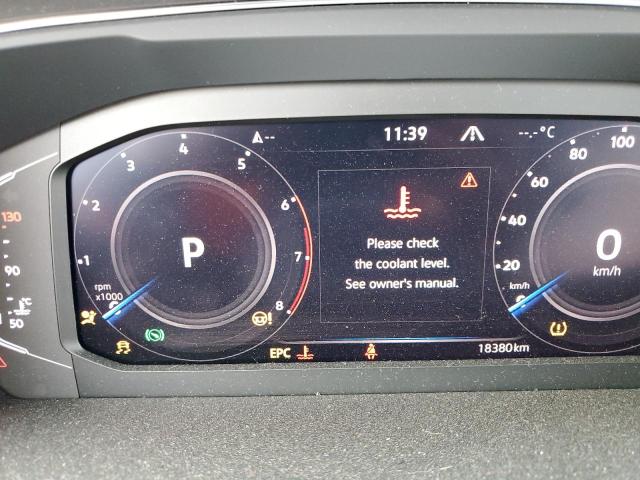 11:39
--.-°C
A--
1
2
3
4
5
6
7
8
rpm
x1000
P
Please check
the coolant level.
See owner's manual.
20
40
60
80
100
km/h
0
km/h
130
90
°C
50
EPC
18380km